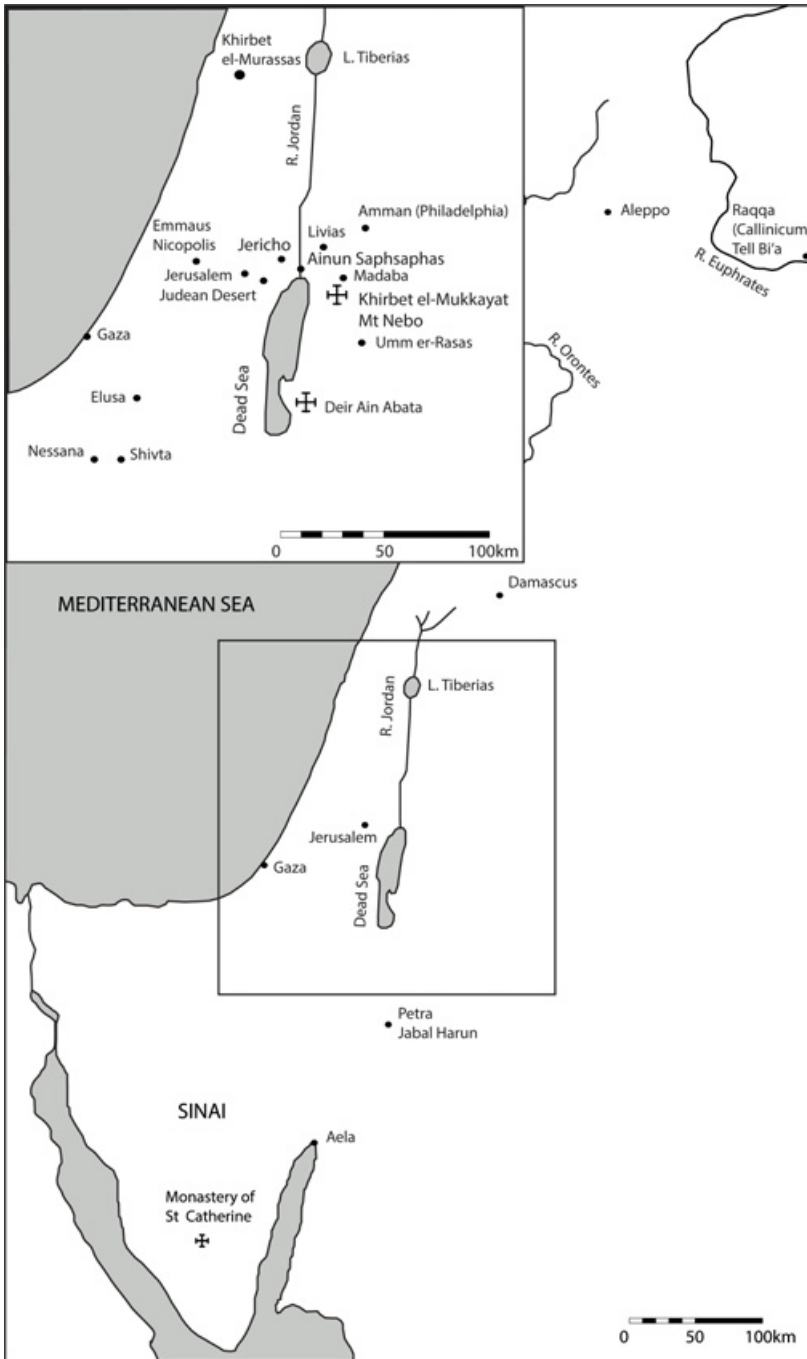 Khirbet
el-Murassas
L. Tiberias
R. Jordan
Amman (Philadelphia)
Emmaus
Nicopolis
Livias
Jericho
Ainun Saphsaphas
Jerusalem
Madaba
Judean Desert
Khirbet el-Mukkayat
Mt Nebo
Gaza
Umm er-Rasas
Dead Sea
Elusa
Deir Ain Abata
Nessana
Shivta
0
50
100km
Aleppo
Raqqa
(Callinicum
Tell Bi'a
R. Euphrates
R. Orontes
MEDITERRANEAN SEA
Damascus
L. Tiberias
R. Jordan
Jerusalem
Gaza
Dead Sea
Petra
Jabal Harun
SINAI
Aela
Monastery of
St Catherine
0
50
100km